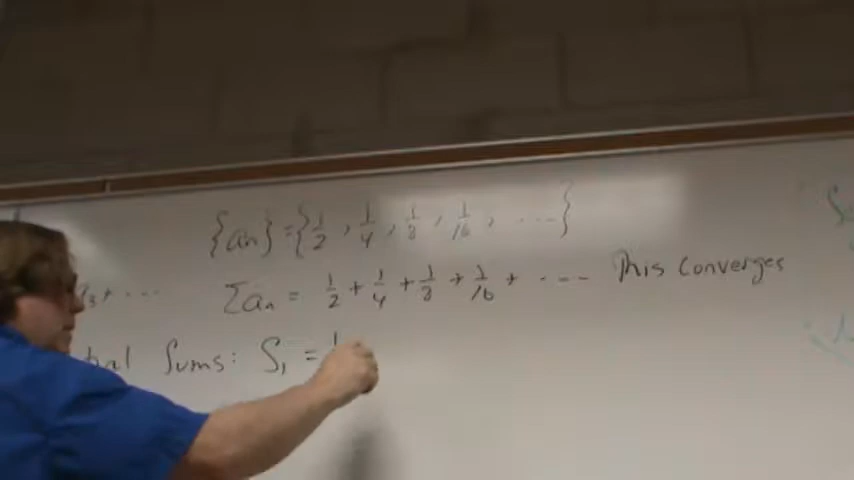 {an} = {1/2, 1/4, 1/8, 1/16, ....}
+ ... Σan = 1/2 + 1/4 + 1/8 + 1/16 + .... This converges
Sums: S₁ = 1